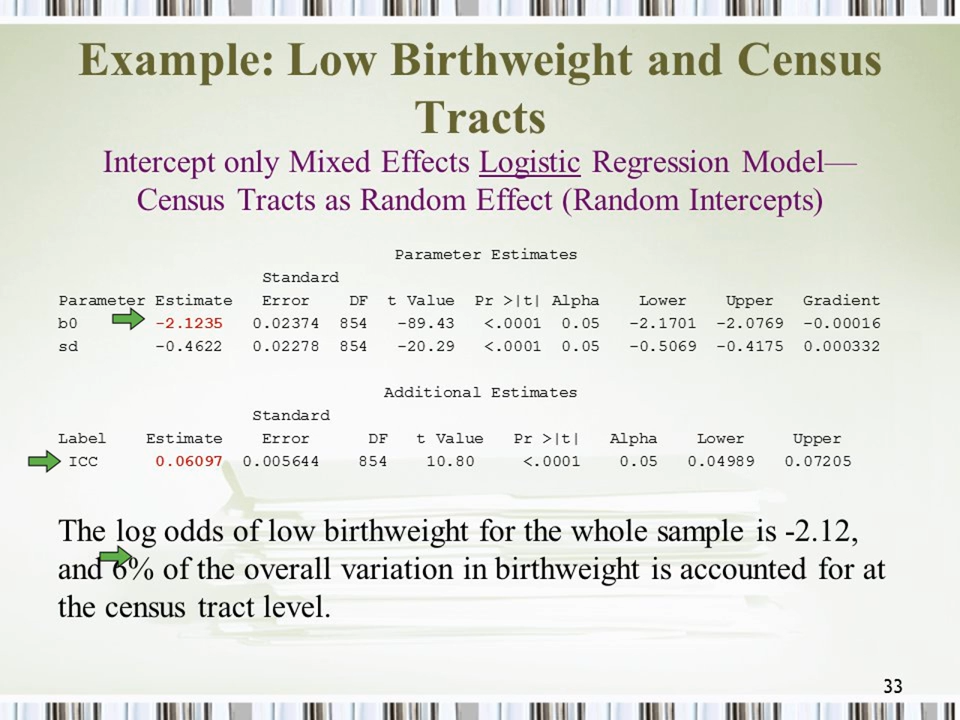 Example: Low Birthweight and Census
Tracts
Intercept only Mixed Effects Logistic Regression Model—
Census Tracts as Random Effect (Random Intercepts)
Parameter Estimates
Standard
Parameter Estimate Error DF t Value Pr >|t| Alpha Lower Upper Gradient
b0 -2.1235 0.02374 854 -89.43 <.0001 0.05 -2.1701 -2.0769 -0.00016
sd -0.4622 0.02278 854 -20.29 <.0001 0.05 -0.5069 -0.4175 0.000332
Additional Estimates
Standard
Label Estimate Error DF t Value Pr >|t| Alpha Lower Upper
ICC 0.06097 0.005644 854 10.80 <.0001 0.05 0.04989 0.07205
The log odds of low birthweight for the whole sample is -2.12,
and 6% of the overall variation in birthweight is accounted for at
the census tract level.
33